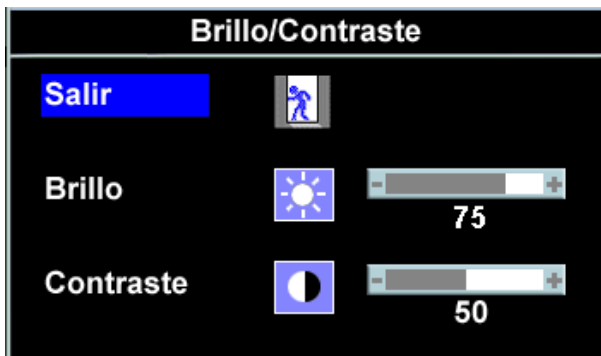 Brillo/Contraste
Salir
Brillo
- +
75
Contraste
- +
50